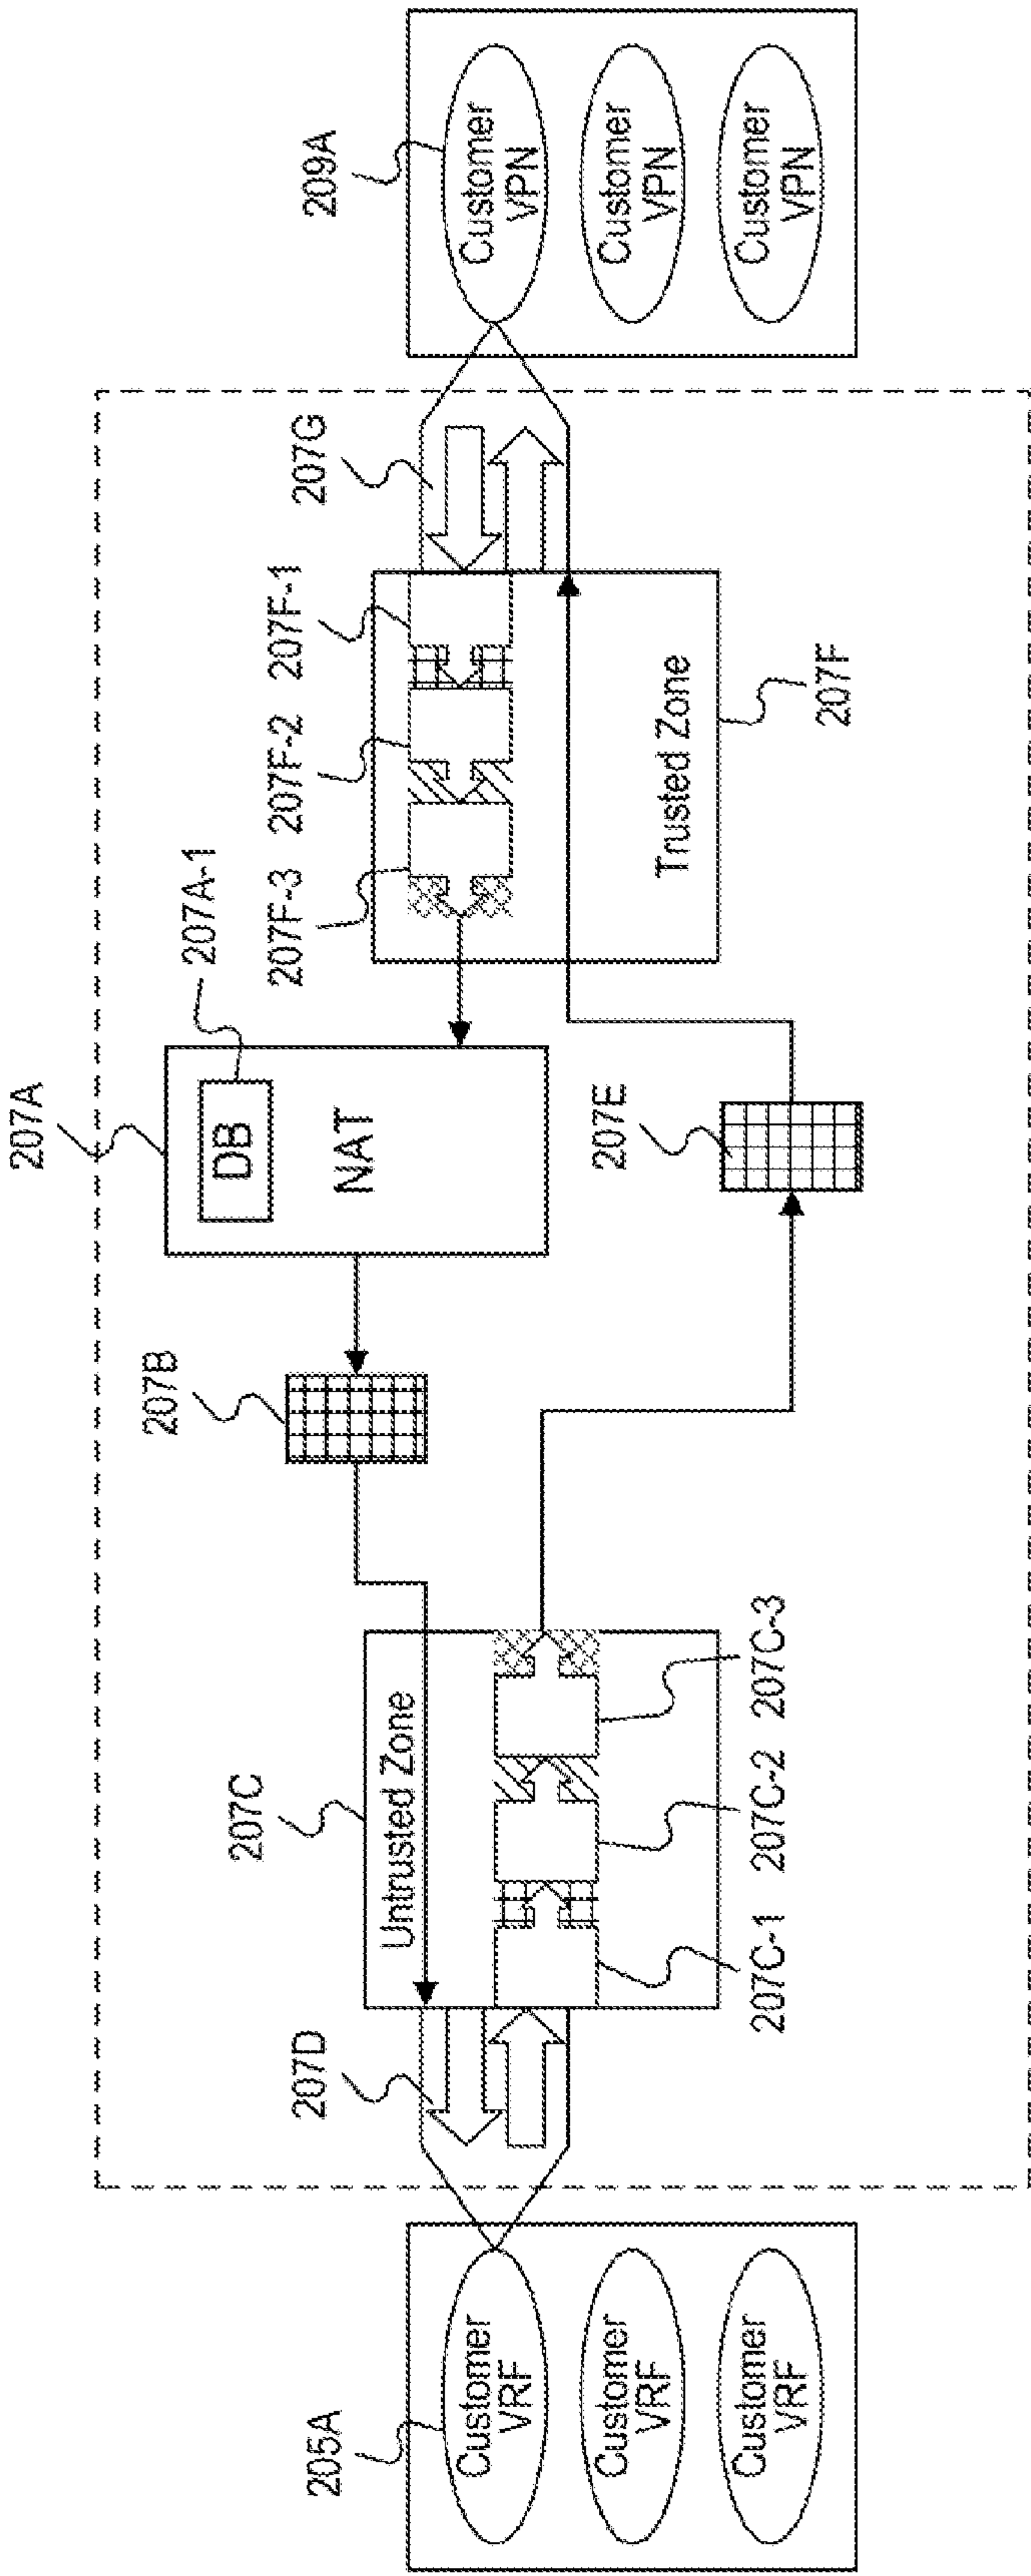 205A
Customer
VRF
Customer
VRF
Customer
VRF
207D
207C
Untrusted Zone
207C-1
207C-2
207C-3
207B
207A
DB
207A-1
NAT
207E
207F-3
207F-2
207F-1
Trusted Zone
207F
207G
209A
Customer
VPN
Customer
VPN
Customer
VPN